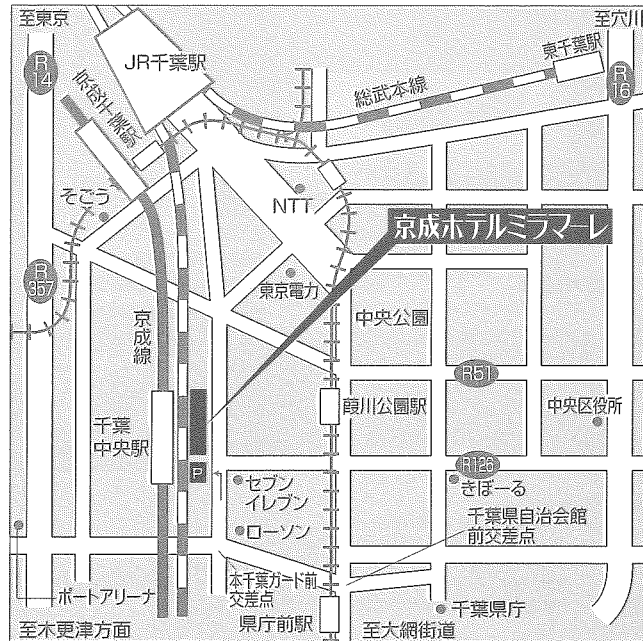 至東京
至穴川
R
14
JR千葉駅
東千葉駅
R
16
総武本線
京成千葉駅
そごう
NTT
京成ホテルミラマーレ
R
357
東京電力
中央公園
京成線
R51
千葉
中央駅
葭川公園駅
中央区役所
P
セブン
イレブン
R126
きぼーる
ローソン
千葉県自治会館
前交差点
ポートアリーナ
本千葉ガード前
交差点
千葉県庁
至木更津方面
県庁前駅
至大網街道